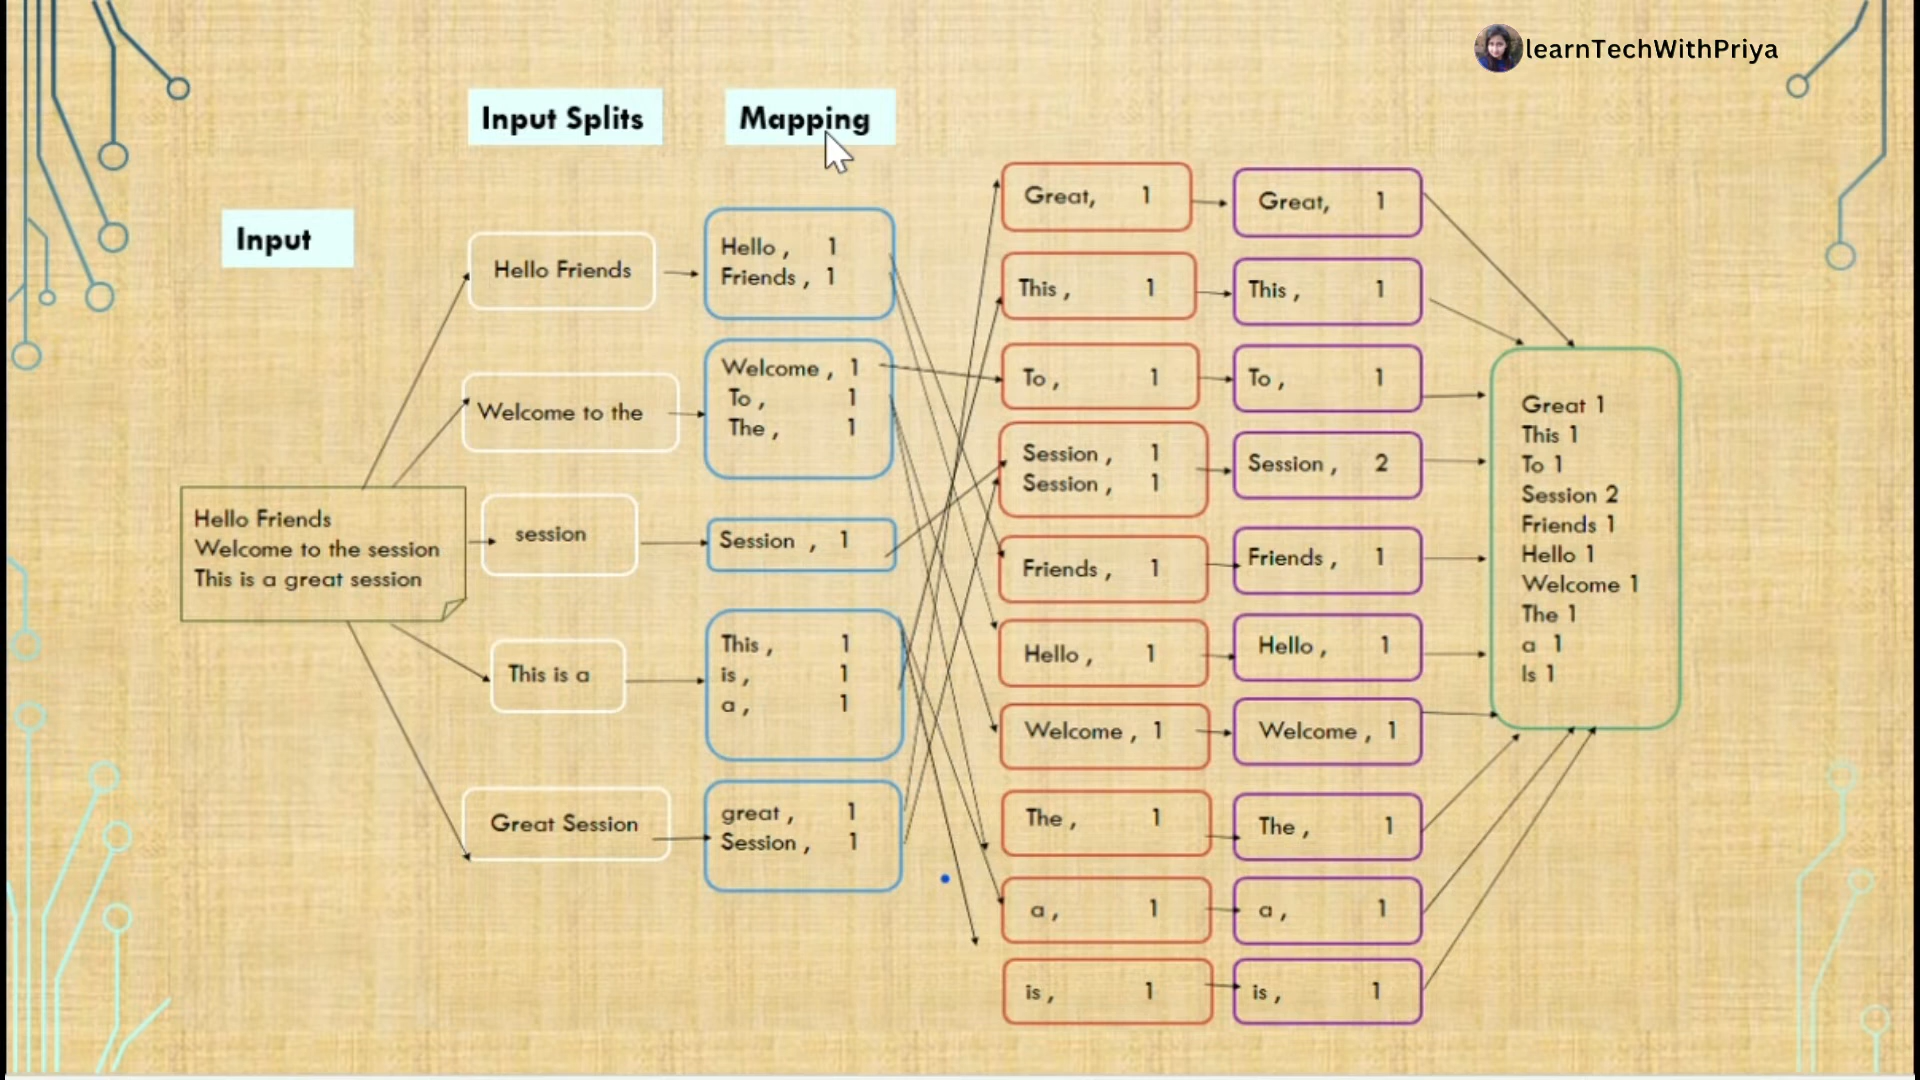 learnTechWithPriya
Input Splits
Mapping
Input
Hello Friends
Welcome to the session
This is a great session
Hello Friends
Welcome to the
session
This is a
Great Session
Hello , 1
Friends , 1
Welcome , 1
To , 1
The , 1
Session , 1
This , 1
is , 1
a , 1
great , 1
Session , 1
Great, 1
This , 1
To , 1
Session , 1
Session , 1
Friends , 1
Hello , 1
Welcome , 1
The , 1
a , 1
is , 1
Great, 1
This , 1
To , 1
Session , 2
Friends , 1
Hello , 1
Welcome , 1
The , 1
a , 1
is , 1
Great 1
This 1
To 1
Session 2
Friends 1
Hello 1
Welcome 1
The 1
a 1
Is 1